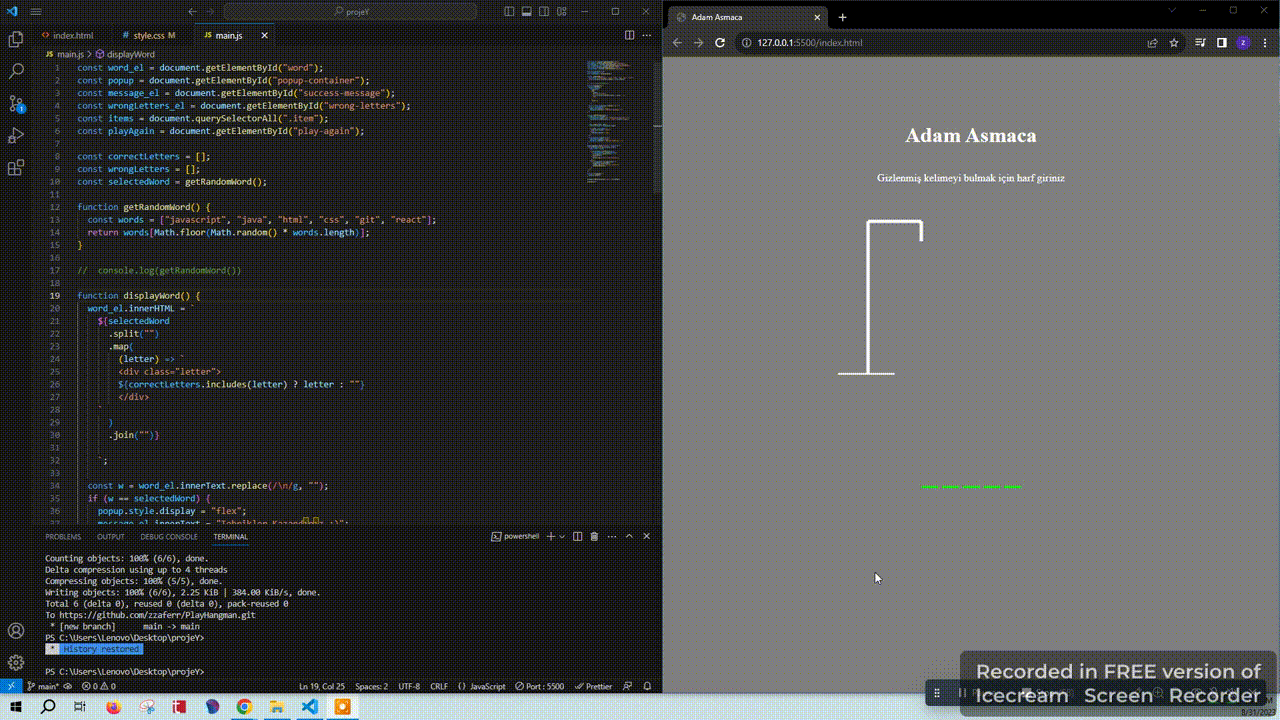 projeY
index.html
style.css M
main.js
main.js > displayWord
1 const word_el = document.getElementById("word");
2 const popup = document.getElementById("popup-container");
3 const message_el = document.getElementById("success-message");
4 const wrongLetters_el = document.getElementById("wrong-letters");
5 const items = document.querySelectorAll(".item");
6 const playAgain = document.getElementById("play-again");
7
8 const correctLetters = [];
9 const wrongLetters = [];
10 const selectedWord = getRandomWord();
11
12 function getRandomWord() {
13 const words = ["javascript", "java", "html", "css", "git", "react"];
14 return words[Math.floor(Math.random() * words.length)];
15 }
16
17 // console.log(getRandomWord())
18
19 function displayWord() {
20 word_el.innerHTML = `
21 ${selectedWord
22 .split("")
23 .map(
24 (letter) => `
25 <div class="letter">
26 ${correctLetters.includes(letter) ? letter : ""}
27 </div>
28 `
29 )
30 .join("")}
31
32 `;
33
34 const w = word_el.innerText.replace(/\n/g, "");
35 if (w == selectedWord) {
36 popup.style.display = "flex";
PROBLEMS OUTPUT DEBUG CONSOLE TERMINAL
powershell
Counting objects: 100% (6/6), done.
Delta compression using up to 4 threads
Compressing objects: 100% (5/5), done.
Writing objects: 100% (6/6), 2.25 KiB | 384.00 KiB/s, done.
Total 6 (delta 0), reused 0 (delta 0), pack-reused 0
To https://github.com/zzaferr/PlayHangman.git
* [new branch] main -> main
PS C:\Users\Lenovo\Desktop\projeY>
* History restored
PS C:\Users\Lenovo\Desktop\projeY>
main* 0 0 Ln 19, Col 25 Spaces: 2 UTF-8 CRLF {} JavaScript Port : 5500 Prettier
Adam Asmaca
127.0.0.1:5500/index.html
Adam Asmaca
Gizlenmiş kelimeyi bulmak için harf giriniz
Recorded in FREE version of
Icecream Screen Recorder